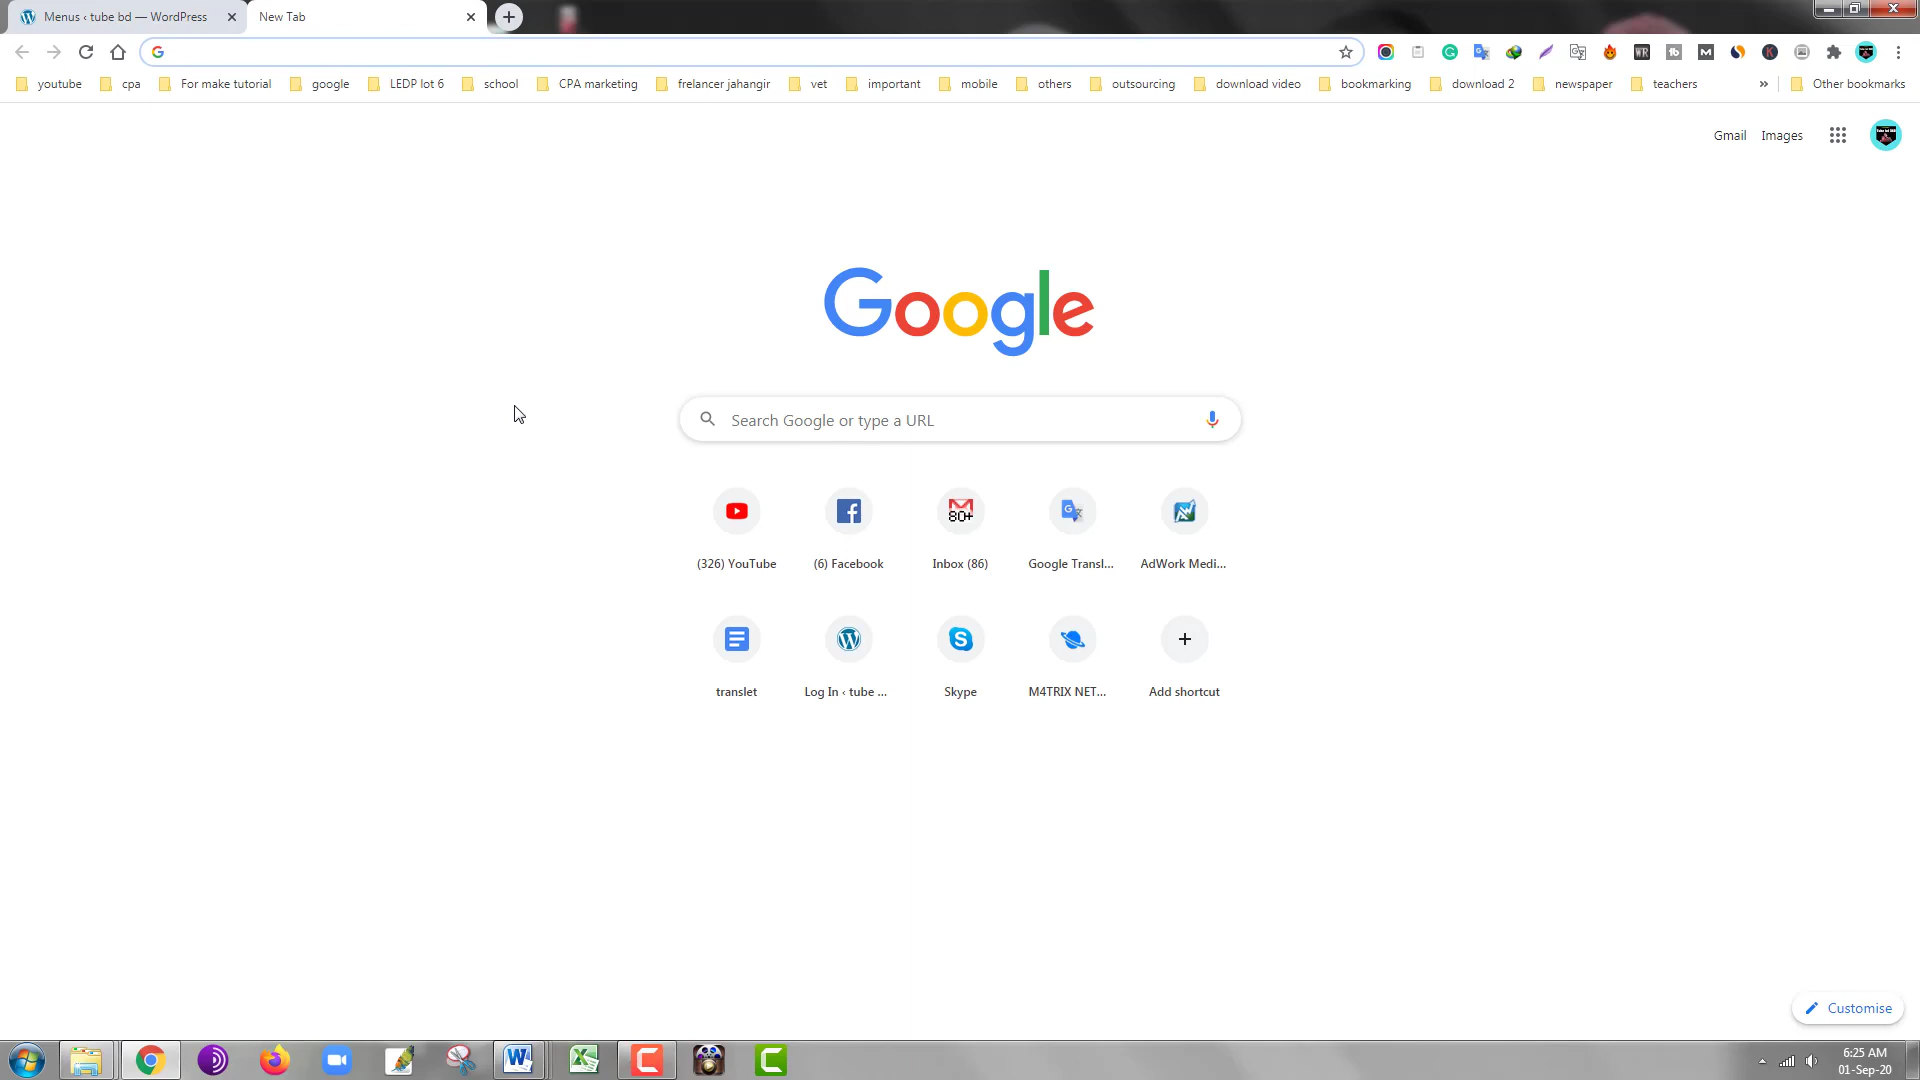 Menus ‹ tube bd — WordPress
New Tab
youtube cpa For make tutorial google LEDP lot 6 school CPA marketing frelancer jahangir vet important mobile others outsourcing download video bookmarking download 2 newspaper teachers » Other bookmarks
Gmail Images
Google
Search Google or type a URL
(326) YouTube (6) Facebook Inbox (86) Google Transl... AdWork Medi...
80+
translet Log In ‹ tube ... Skype M4TRIX NET... Add shortcut
Customise
6:25 AM
01-Sep-20